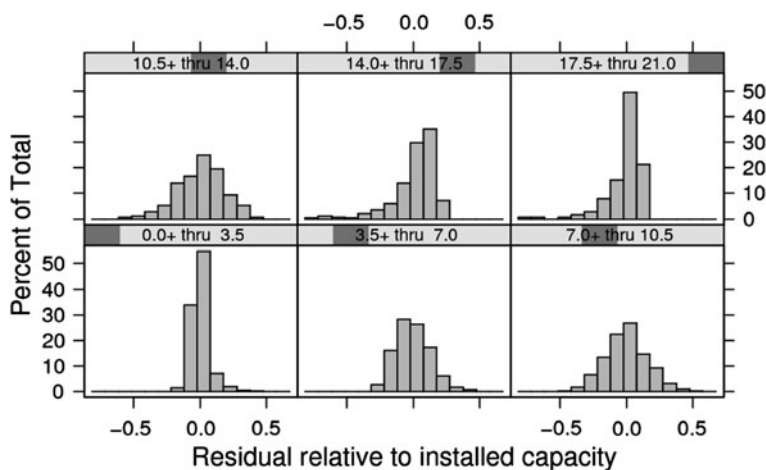 −0.5 0.0 0.5
10.5+ thru 14.0 14.0+ thru 17.5 17.5+ thru 21.0
50
40
30
20
10
0
Percent of Total
0.0+ thru 3.5 3.5+ thru 7.0 7.0+ thru 10.5
50
40
30
20
10
0
−0.5 0.0 0.5 −0.5 0.0 0.5
Residual relative to installed capacity